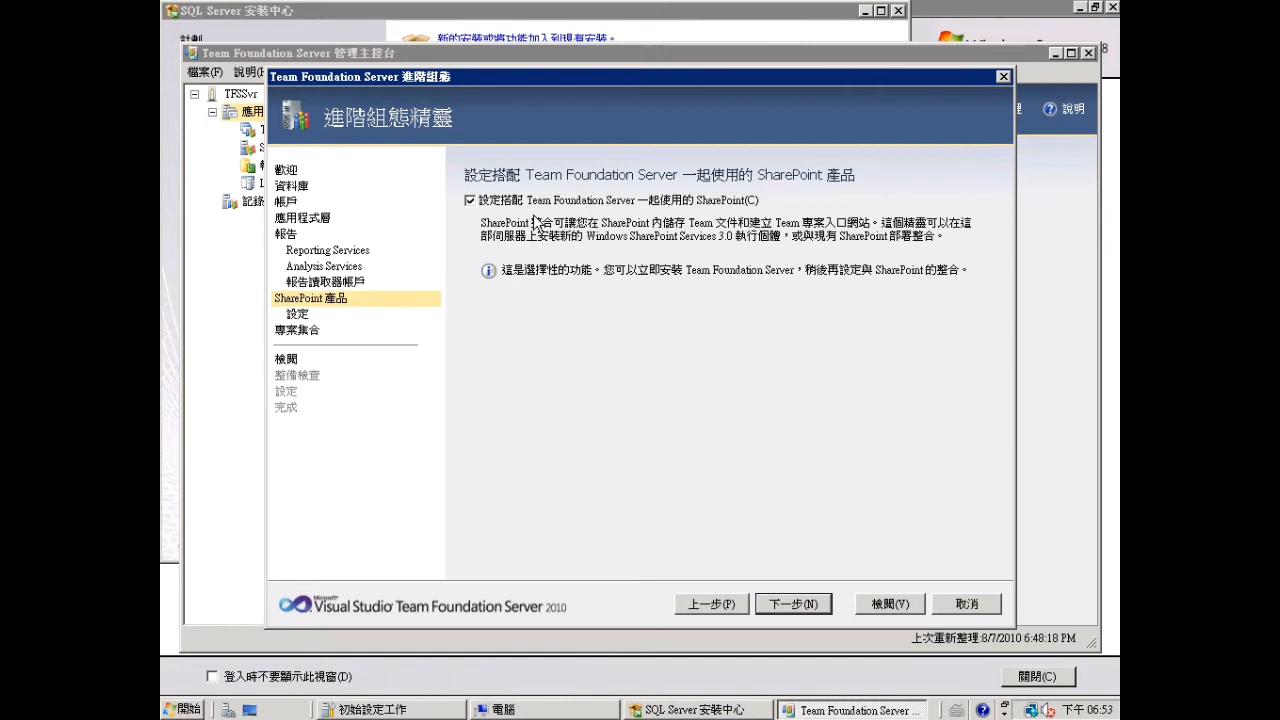 SQL Server 安裝中心
計劃
新的安裝或將功能加入到現有安裝。
Team Foundation Server 管理主控台
檔案(F)
TFSSvr
說明
Team Foundation Server 進階組態
進階組態精靈
歡迎
資料庫
帳戶
應用程式層
報告
Reporting Services
Analysis Services
報告讀取器帳戶
SharePoint 產品
設定
專案集合
檢閱
整備檢查
設定
完成
設定搭配 Team Foundation Server 一起使用的 SharePoint 產品
設定搭配 Team Foundation Server 一起使用的 SharePoint(C)
SharePoint 整合可讓您在 SharePoint 內儲存 Team 文件和建立 Team 專案入口網站。這個精靈可以在這
部伺服器上安裝新的 Windows SharePoint Services 3.0 執行個體，或與現有 SharePoint 部署整合。
這是選擇性的功能。您可以立即安裝 Team Foundation Server，稍後再設定與 SharePoint 的整合。
Microsoft
Visual Studio Team Foundation Server 2010
上一步(P)
下一步(N)
檢閱(V)
取消
上次重新整理:8/7/2010 6:48:18 PM
登入時不要顯示此視窗(D)
關閉(C)
開始
初始設定工作
電腦
SQL Server 安裝中心
Team Foundation Server ...
下午 06:53